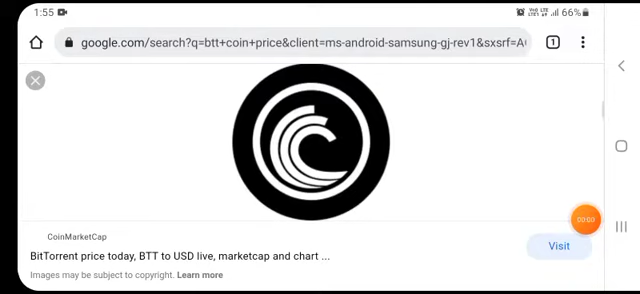 1:55 66%
google.com/search?q=btt+coin+price&client=ms-android-samsung-gj-rev1&sxsrf=A 1
CoinMarketCap
00:00
Visit
BitTorrent price today, BTT to USD live, marketcap and chart ...
Images may be subject to copyright. Learn more